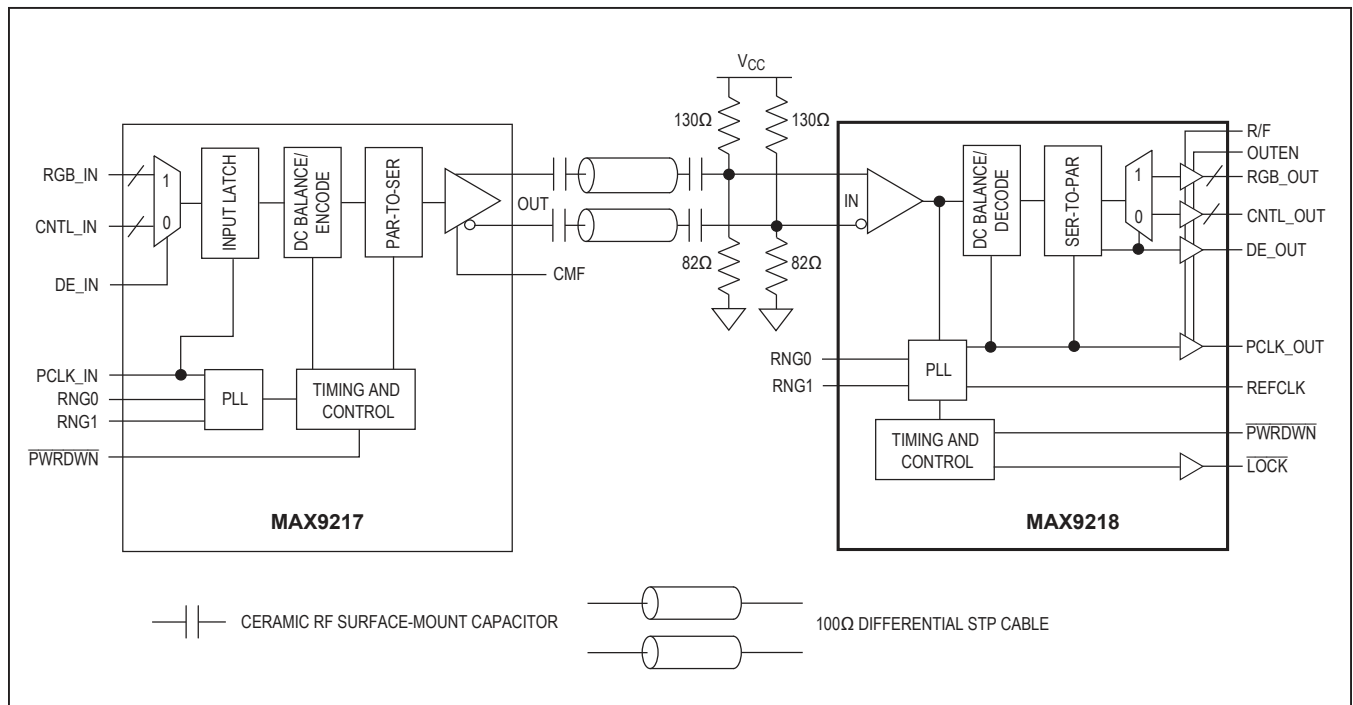 VCC
130Ω
130Ω
RGB_IN
CNTL_IN
DE_IN
PCLK_IN
RNG0
RNG1
PWRDWN
1
0
INPUT LATCH
DC BALANCE/
ENCODE
PAR-TO-SER
PLL
TIMING AND
CONTROL
MAX9217
OUT
CMF
82Ω
82Ω
IN
RNG0
RNG1
DC BALANCE/
DECODE
SER-TO-PAR
1
0
PLL
TIMING AND
CONTROL
MAX9218
R/F
OUTEN
RGB_OUT
CNTL_OUT
DE_OUT
PCLK_OUT
REFCLK
PWRDWN
LOCK
CERAMIC RF SURFACE-MOUNT CAPACITOR
100Ω DIFFERENTIAL STP CABLE